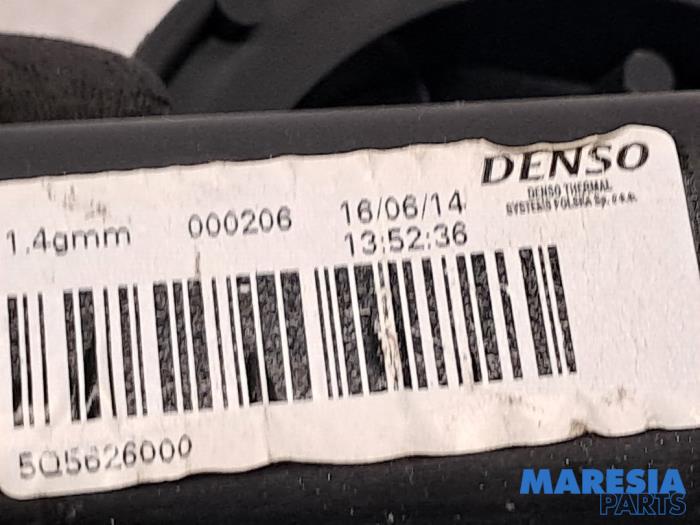 DENSO
DENSO THERMAL
SYSTEMS POLSKA Sp. z o.o.
1.4gmm 000206 16/06/14
13:52:36
5Q5626000
MARESIA
PARTS